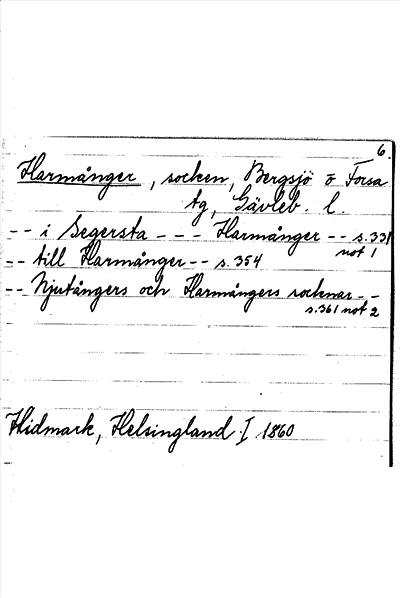 6.
Harmånger, socken, Bergsjö o Forsa
tg, Gävleb. l.
-- i Segersta --- Harmånger -- s. 331
not 1
-- till Harmånger -- s. 354
-- Njutångers och Harmångers socknar --
s. 361 not 2
Widmark, Helsingland I 1860